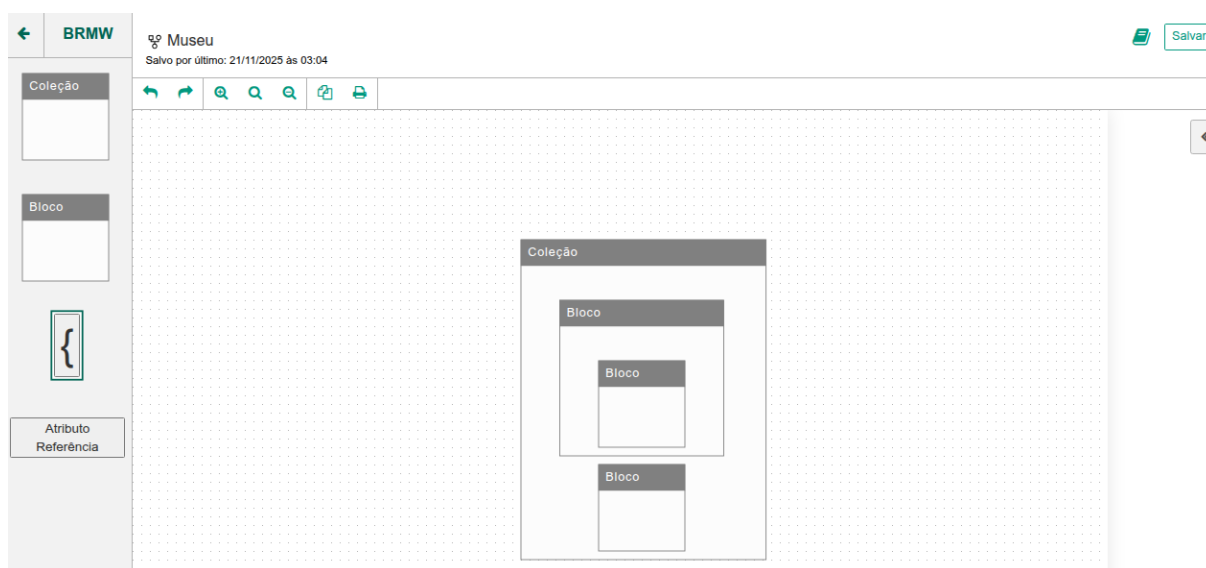 BRMW
Museu
Salvo por último: 21/11/2025 às 03:04
Salvar
Coleção
Bloco
{
Atributo
Referência
Coleção
Bloco
Bloco
Bloco